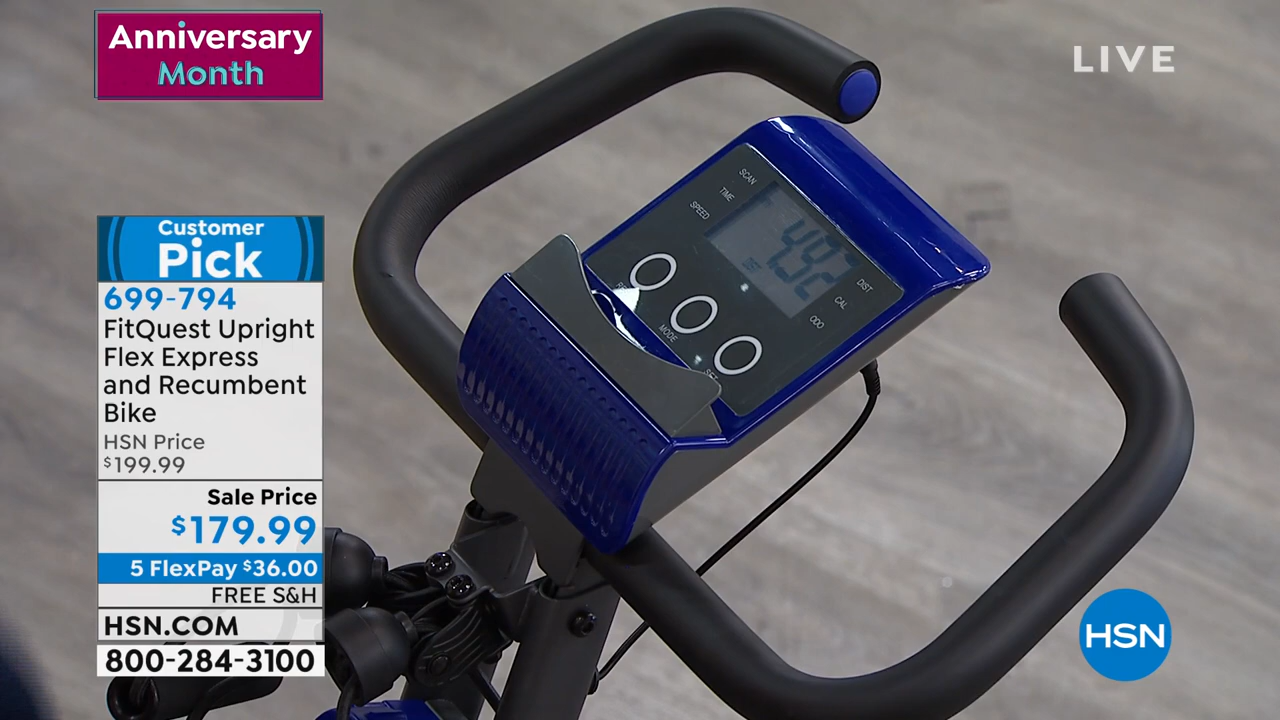 Anniversary
Month
LIVE
Customer
Pick
699-794
FitQuest Upright
Flex Express
and Recumbent
Bike
HSN Price
$199.99
Sale Price
$179.99
5 FlexPay $36.00
FREE S&H
HSN.COM
800-284-3100
SCAN
TIME
SPEED
492
DIST
CAL
ODO
MODE
HSN